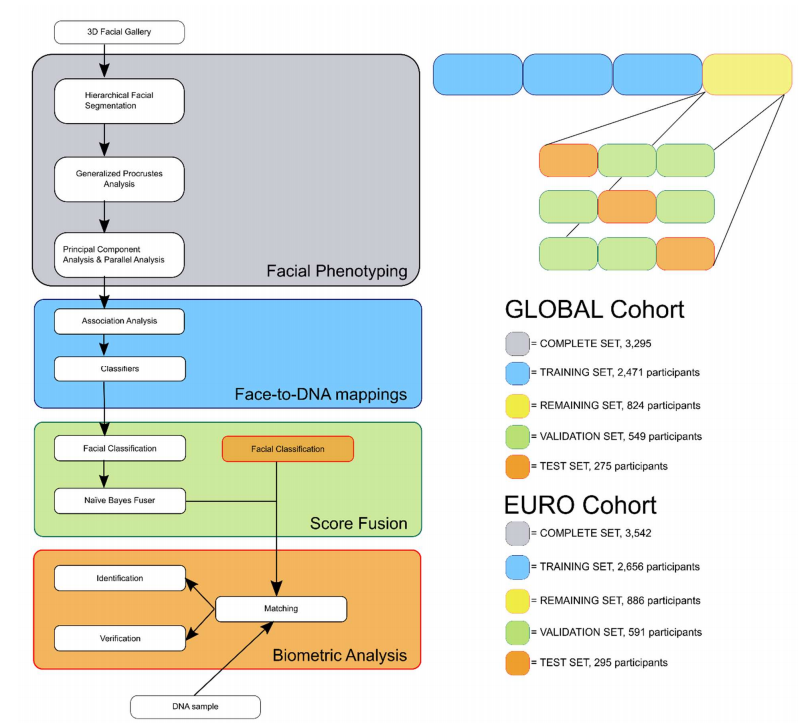 3D Facial Gallery
Hierarchical Facial
Segmentation
Generalized Procrustes
Analysis
Principal Component
Analysis & Parallel Analysis
Facial Phenotyping
Association Analysis
Classifiers
Face-to-DNA mappings
Facial Classification
Facial Classification
Naïve Bayes Fuser
Score Fusion
Identification
Matching
Verification
Biometric Analysis
DNA sample
GLOBAL Cohort
= COMPLETE SET, 3,295
= TRAINING SET, 2,471 participants
= REMAINING SET, 824 participants
= VALIDATION SET, 549 participants
= TEST SET, 275 participants
EURO Cohort
= COMPLETE SET, 3,542
= TRAINING SET, 2,656 participants
= REMAINING SET, 886 participants
= VALIDATION SET, 591 participants
= TEST SET, 295 participants